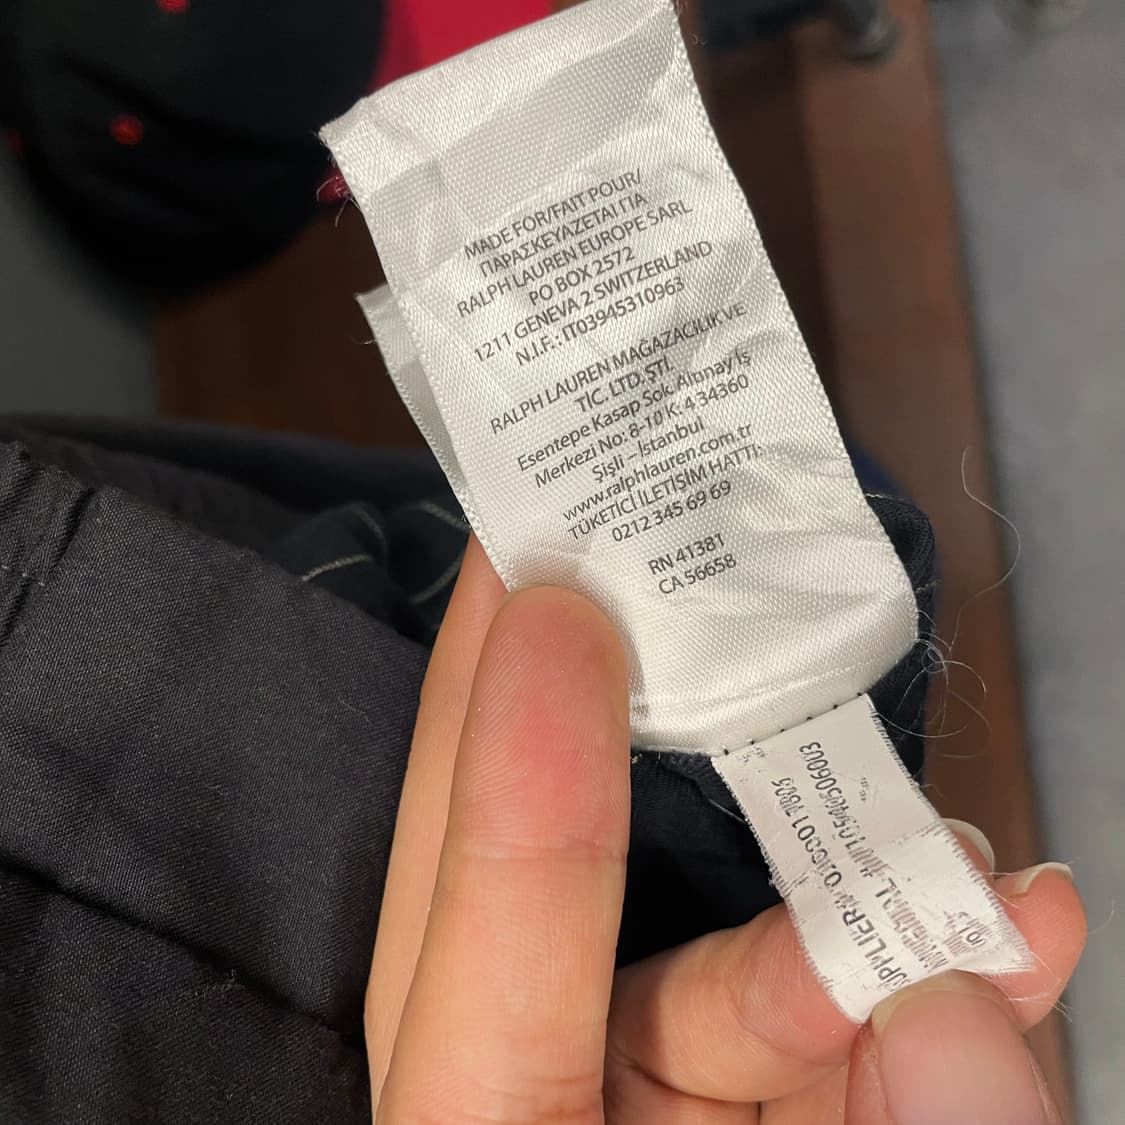 MADE FOR/FAIT POUR/
ΠΑΡΑΣΚΕΥΑΖΕΤΑΙ ΓΙΑ
RALPH LAUREN EUROPE SARL
PO BOX 2572
1211 GENEVA 2 SWITZERLAND
N.I.F.: IT03945310963
RALPH LAUREN MAĞAZACILIK VE
TİC. LTD. ŞTİ.
Esentepe Kasap Sok. Altınay İş
Merkezi No: 8-10 K: 4 34360
Şişli – İstanbul
www.ralphlauren.com.tr
TÜKETİCİ İLETİŞİM HATTI:
0212 345 69 69
RN 41381
CA 56658